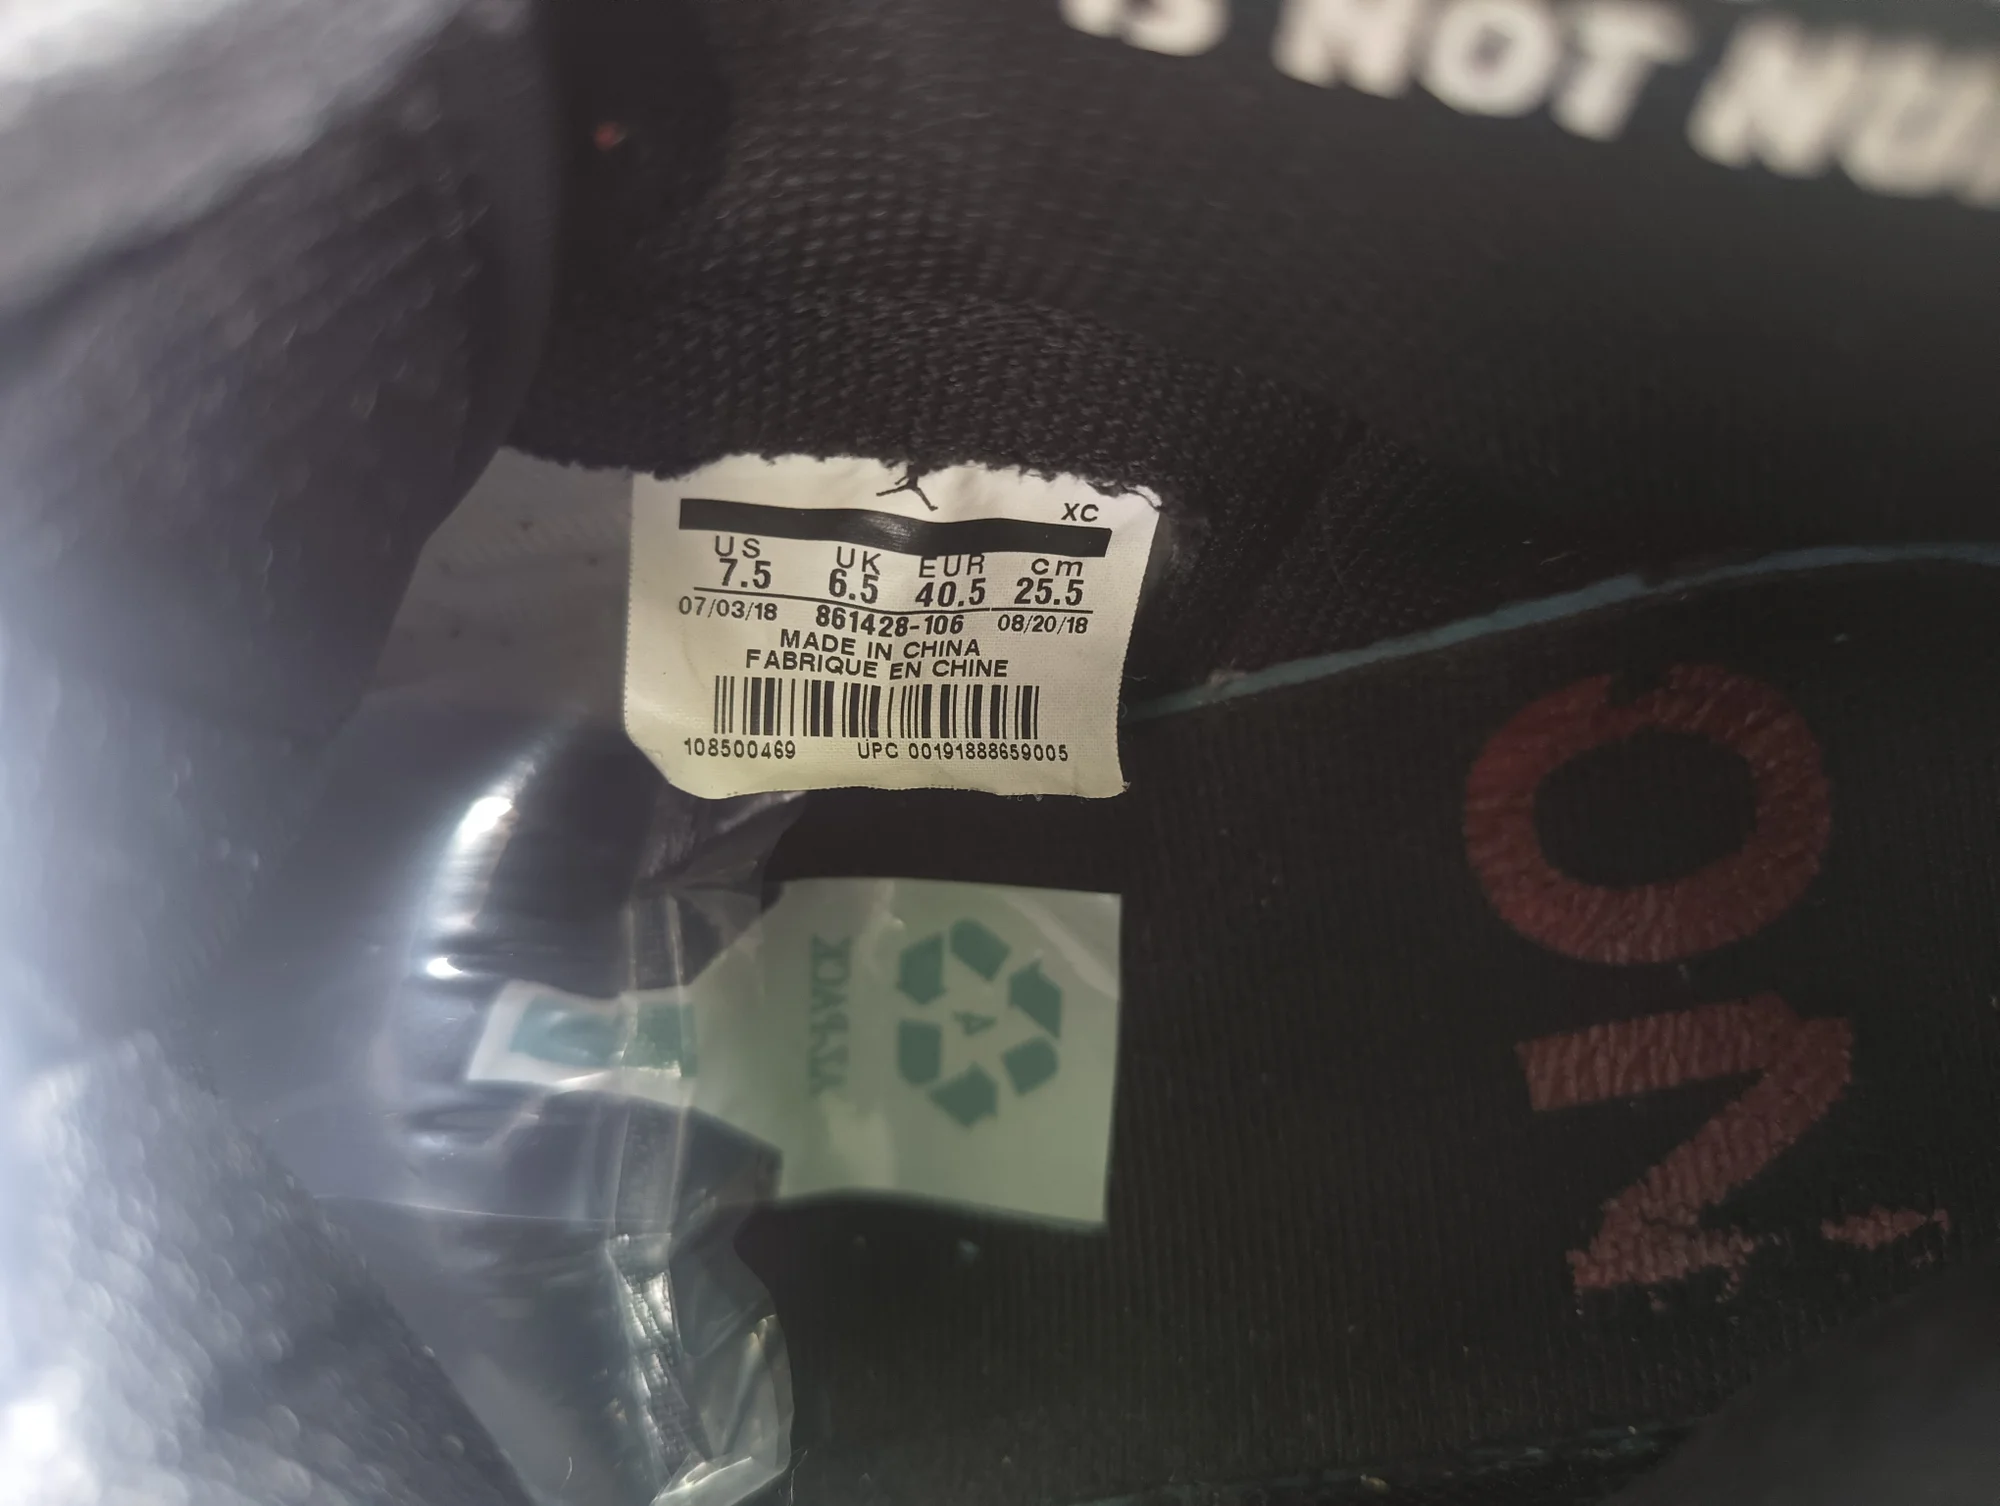 IS NOT
XC
US UK EUR cm
7.5 6.5 40.5 25.5
07/03/18 861428-106 08/20/18
MADE IN CHINA
FABRIQUE EN CHINE
108500469 UPC 00191888659005